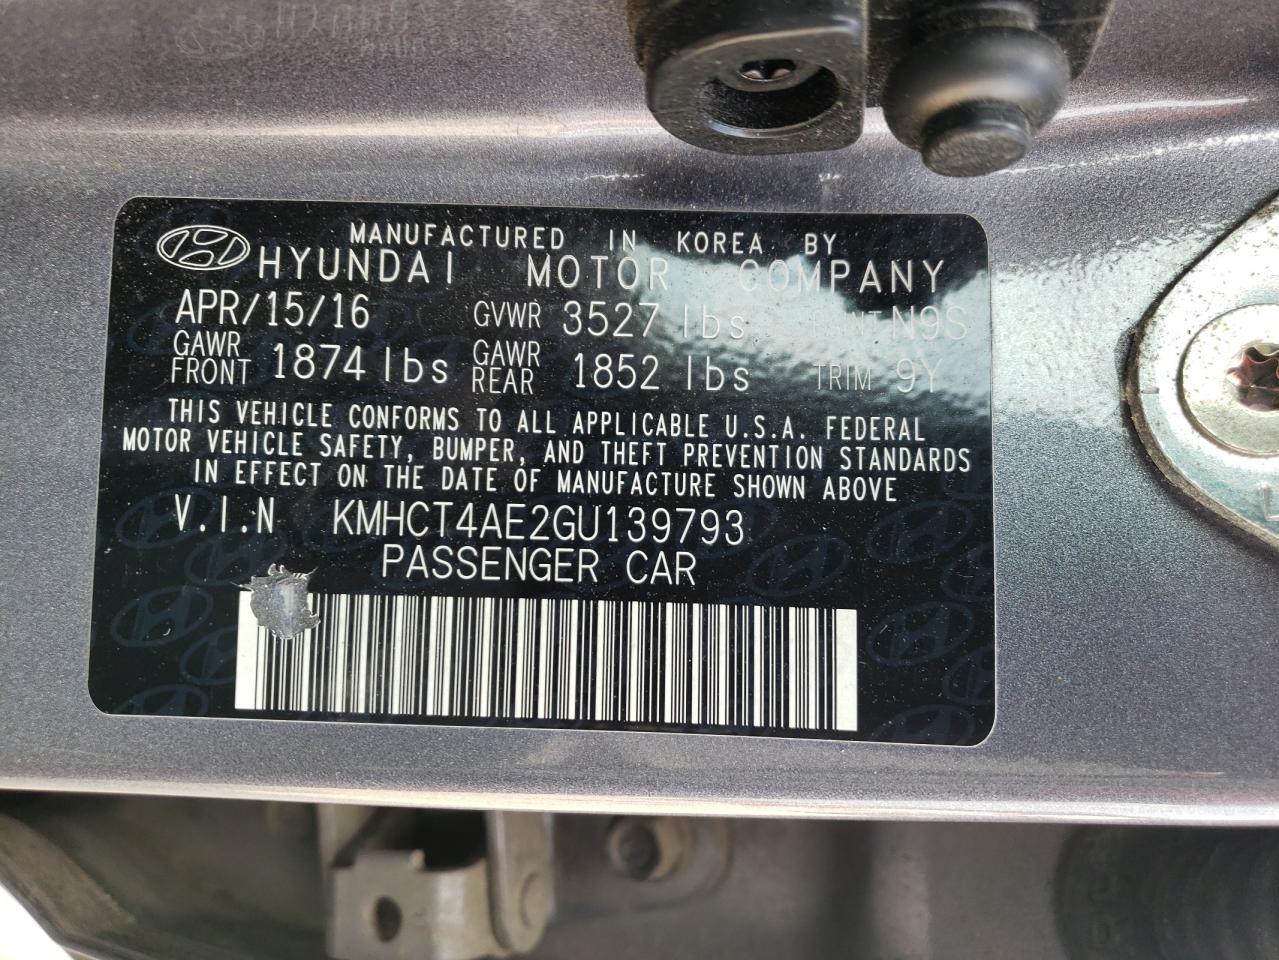 MANUFACTURED IN KOREA BY
HYUNDAI MOTOR COMPANY
APR/15/16 GVWR 3527 lbs N9S
GAWR FRONT 1874 lbs GAWR REAR 1852 lbs TRIM 9Y
THIS VEHICLE CONFORMS TO ALL APPLICABLE U.S.A. FEDERAL
MOTOR VEHICLE SAFETY, BUMPER, AND THEFT PREVENTION STANDARDS
IN EFFECT ON THE DATE OF MANUFACTURE SHOWN ABOVE
V.I.N KMHCT4AE2GU139793
PASSENGER CAR